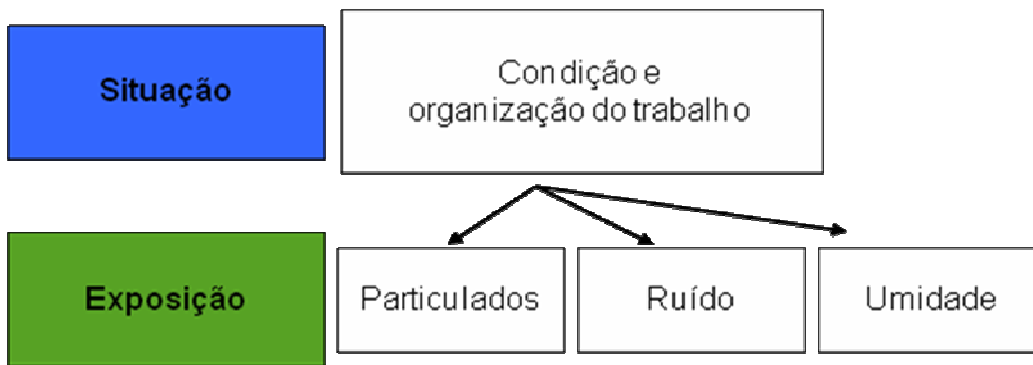 Situação
Condição e
organização do trabalho
Exposição
Particulados
Ruído
Umidade